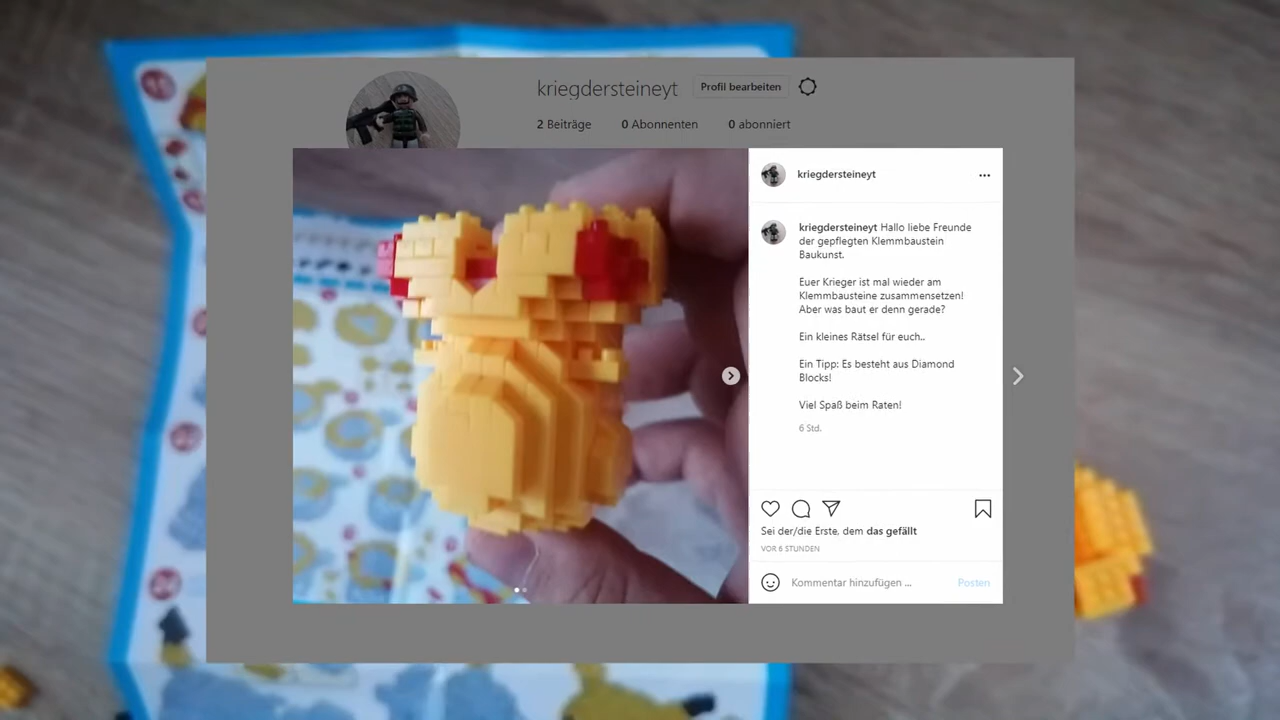 kriegdersteineyt Profil bearbeiten
2 Beiträge 0 Abonnenten 0 abonniert
kriegdersteineyt
kriegdersteineyt Hallo liebe Freunde
der gepflegten Klemmbaustein
Baukunst.
Euer Krieger ist mal wieder am
Klemmbausteine zusammensetzen!
Aber was baut er denn gerade?
Ein kleines Rätsel für euch..
Ein Tipp: Es besteht aus Diamond
Blocks!
Viel Spaß beim Raten!
6 Std.
Sei der/die Erste, dem das gefällt
VOR 6 STUNDEN
Kommentar hinzufügen ... Posten